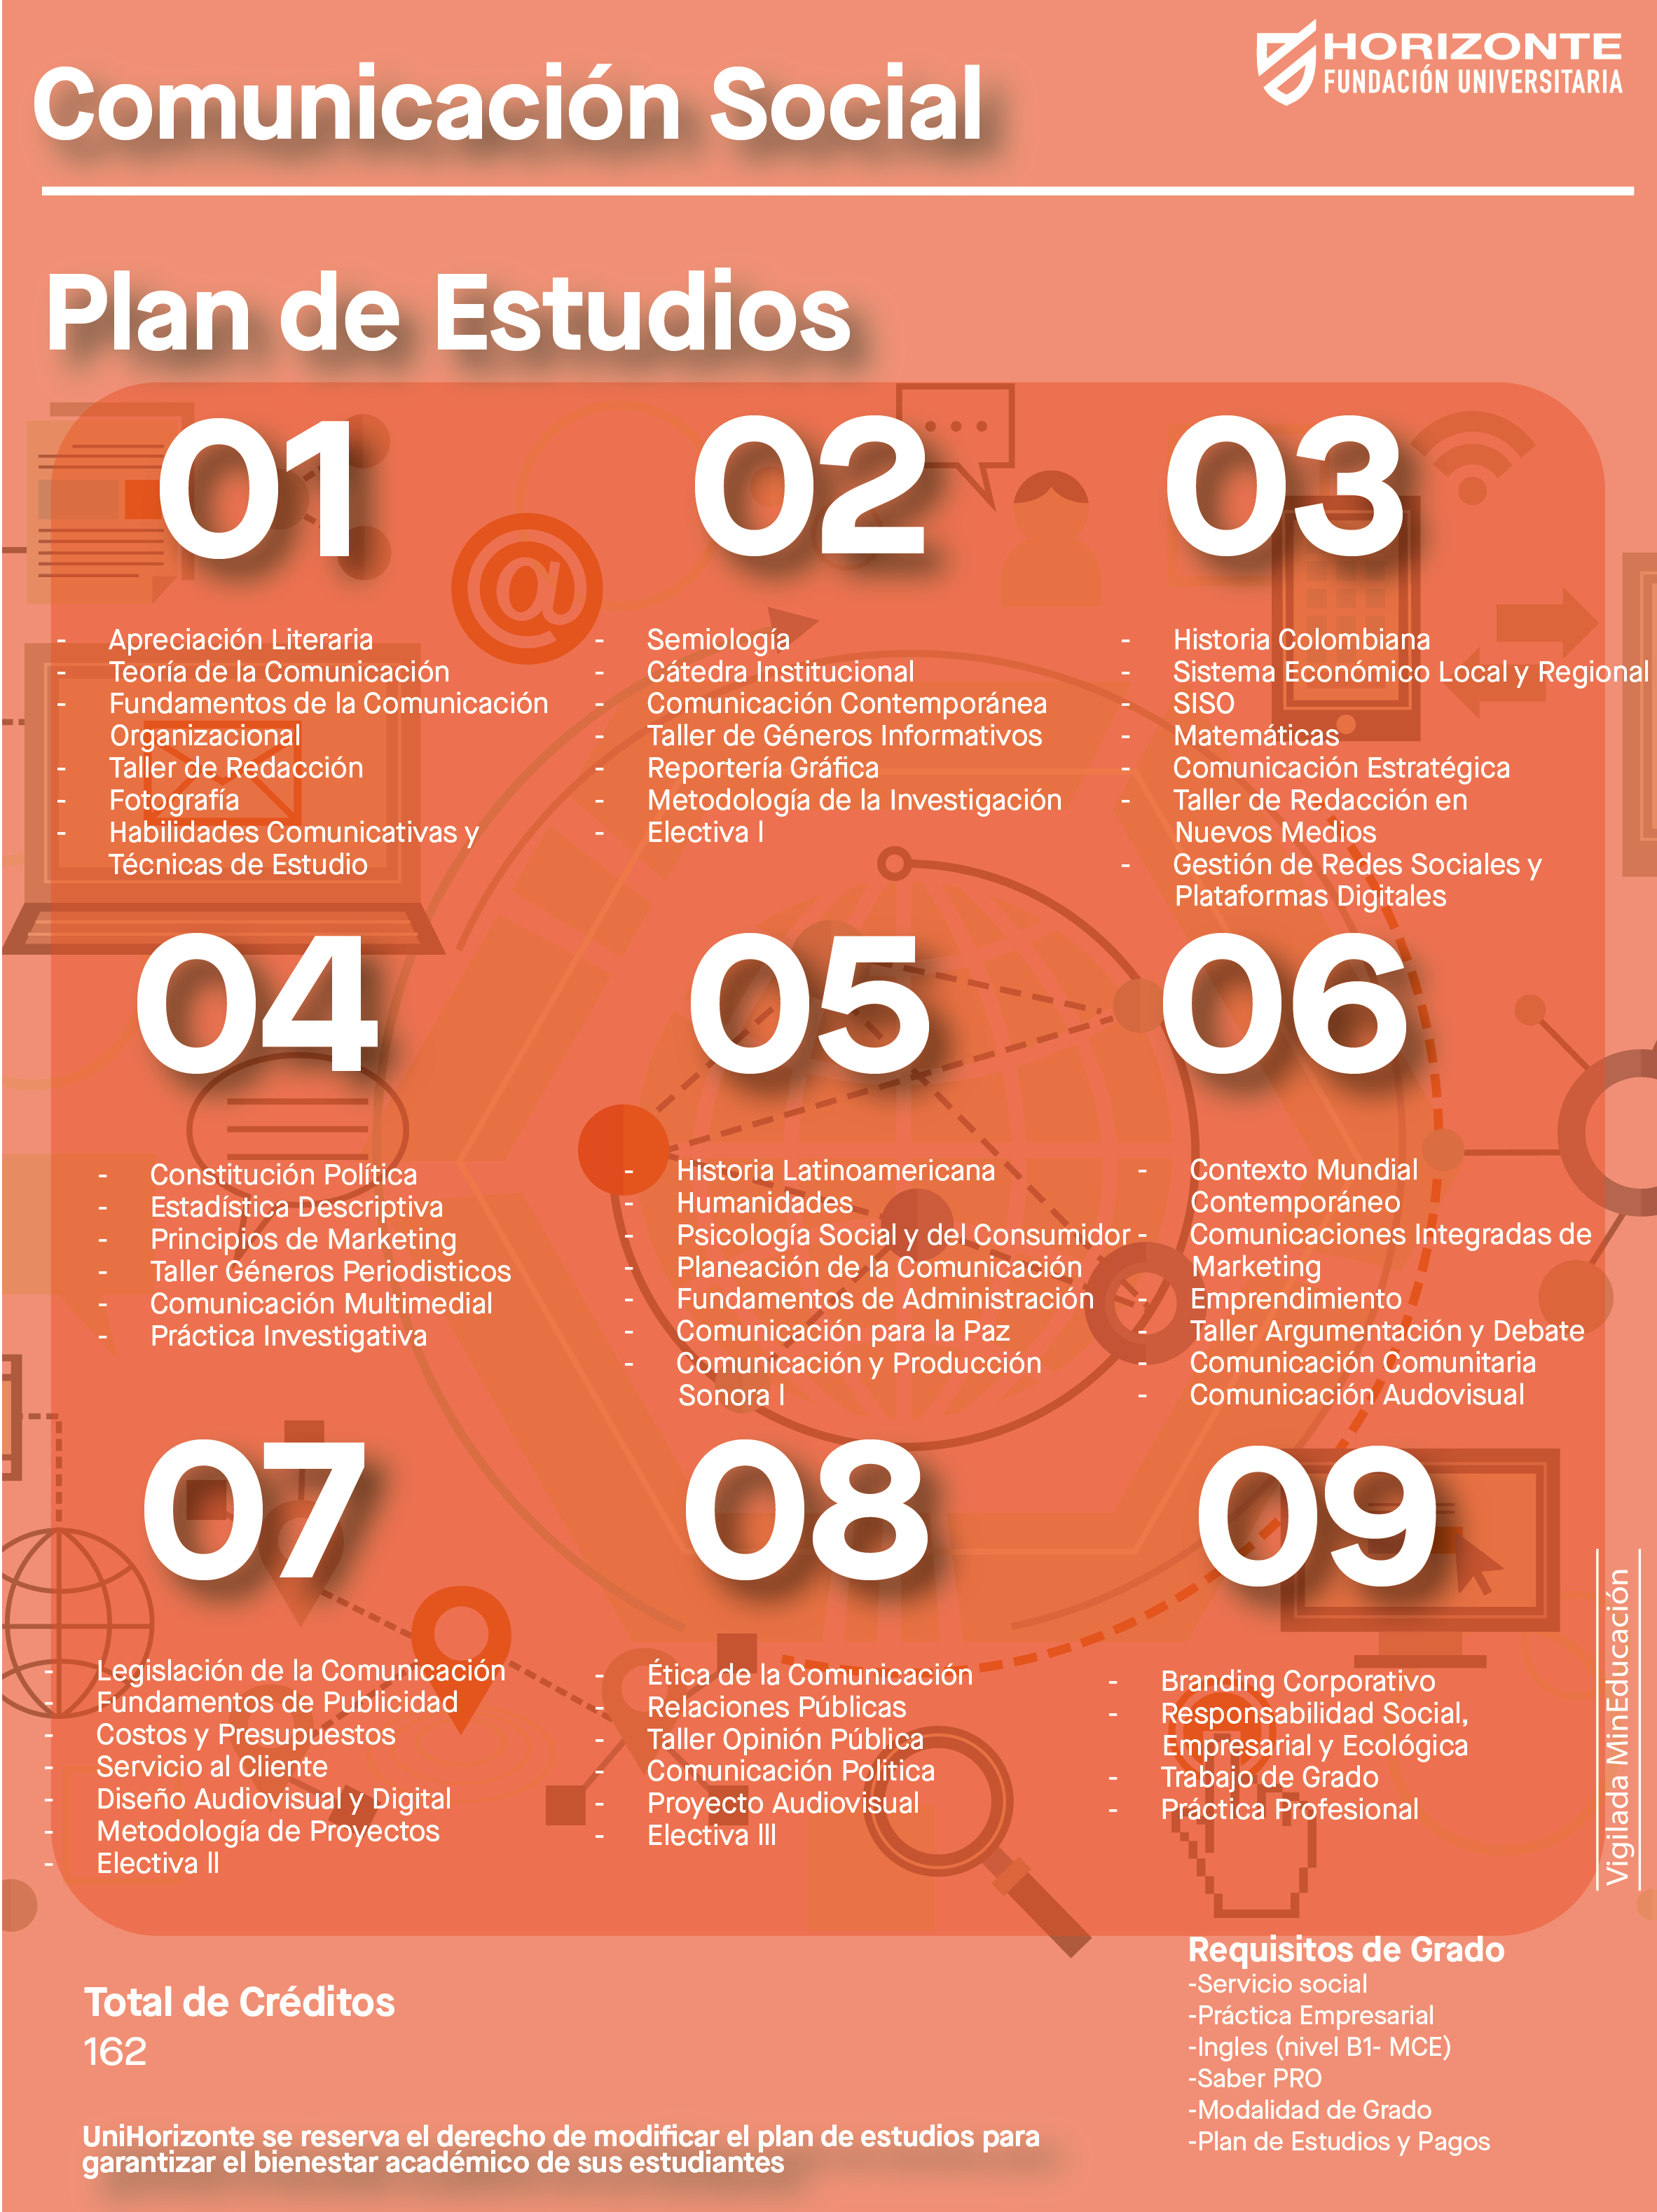 Comunicación Social
HORIZONTE
FUNDACIÓN UNIVERSITARIA
Plan de Estudios
01
- Apreciación Literaria
- Teoría de la Comunicación
- Fundamentos de la Comunicación
Organizacional
- Taller de Redacción
- Fotografía
- Habilidades Comunicativas y
Técnicas de Estudio
02
- Semiología
- Cátedra Institucional
- Comunicación Contemporánea
- Taller de Géneros Informativos
- Reportería Gráfica
- Metodología de la Investigación
- Electiva I
03
- Historia Colombiana
- Sistema Económico Local y Regional
- SISO
- Matemáticas
- Comunicación Estratégica
- Taller de Redacción en
Nuevos Medios
- Gestión de Redes Sociales y
Plataformas Digitales
04
- Constitución Política
- Estadística Descriptiva
- Principios de Marketing
- Taller Géneros Periodisticos
- Comunicación Multimedial
- Práctica Investigativa
05
- Historia Latinoamericana
- Humanidades
- Psicología Social y del Consumidor
- Planeación de la Comunicación
- Fundamentos de Administración
- Comunicación para la Paz
- Comunicación y Producción
Sonora I
06
- Contexto Mundial
Contemporáneo
- Comunicaciones Integradas de
Marketing
- Emprendimiento
- Taller Argumentación y Debate
- Comunicación Comunitaria
- Comunicación Audovisual
07
- Legislación de la Comunicación
- Fundamentos de Publicidad
- Costos y Presupuestos
- Servicio al Cliente
- Diseño Audiovisual y Digital
- Metodología de Proyectos
- Electiva II
08
- Ética de la Comunicación
- Relaciones Públicas
- Taller Opinión Pública
- Comunicación Politica
- Proyecto Audiovisual
- Electiva III
09
- Branding Corporativo
- Responsabilidad Social,
Empresarial y Ecológica
- Trabajo de Grado
- Práctica Profesional
Vigilada MinEducación
Total de Créditos
162
Requisitos de Grado
-Servicio social
-Práctica Empresarial
-Ingles (nivel B1- MCE)
-Saber PRO
-Modalidad de Grado
-Plan de Estudios y Pagos
UniHorizonte se reserva el derecho de modificar el plan de estudios para
garantizar el bienestar académico de sus estudiantes